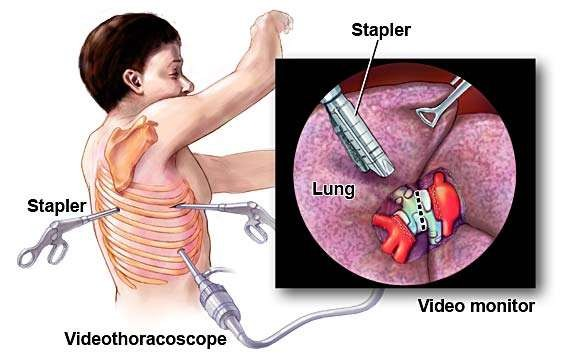 Stapler
Lung
Stapler
Videothoracoscope
Video monitor